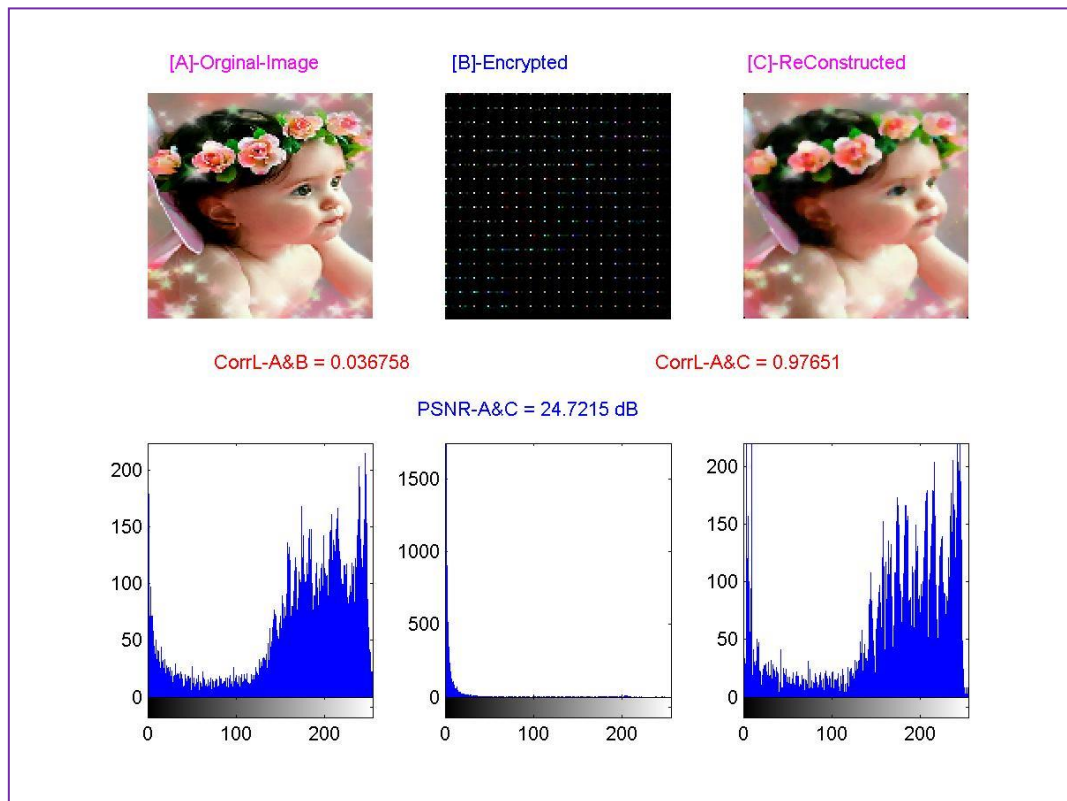 [A]-Orginal-Image [B]-Encrypted [C]-ReConstructed
CorrL-A&B = 0.036758 CorrL-A&C = 0.97651
PSNR-A&C = 24.7215 dB
200
150
100
50
0
0 100 200
1500
1000
500
0
0 100 200
200
150
100
50
0
0 100 200